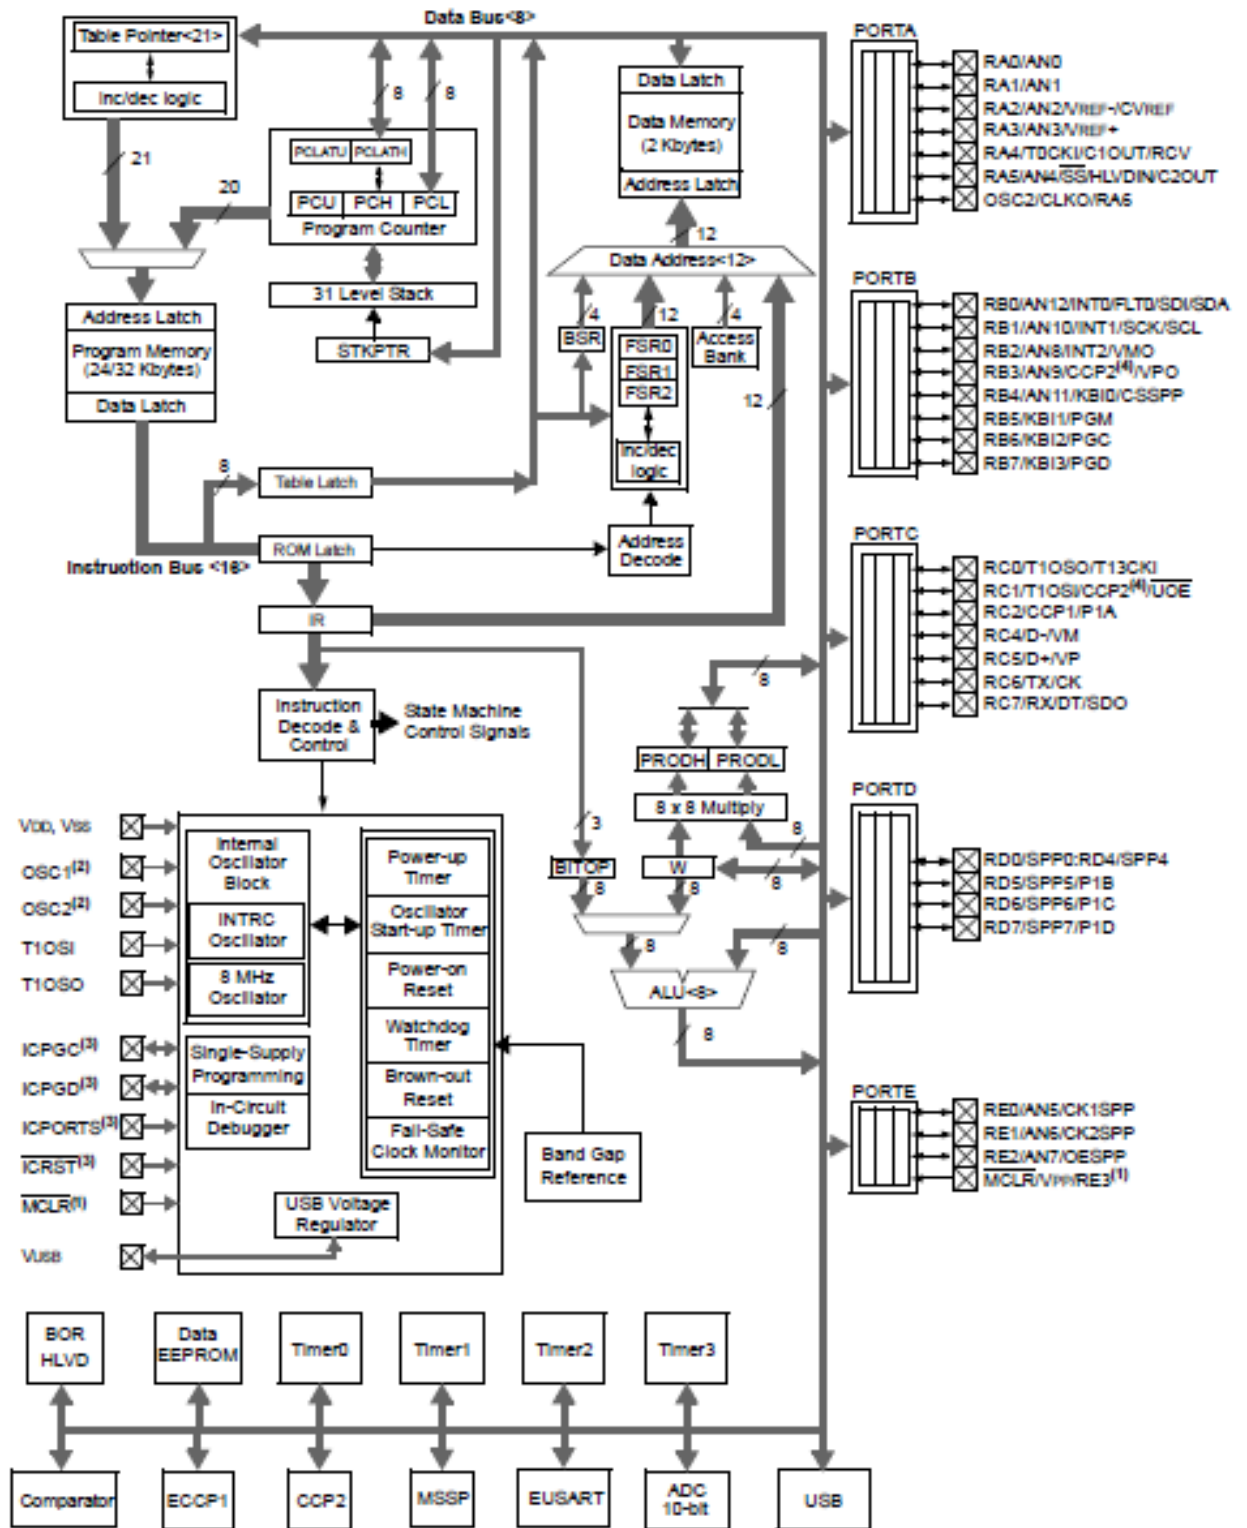 Data Bus<8>
Table Pointer<21>
inc/dec logic
21
20
8
8
PCLATU PCLATH
PCU PCH PCL
Program Counter
31 Level Stack
STKPTR
Data Latch
Data Memory
(2 Kbytes)
Address Latch
12
Data Address<12>
4
12
4
BSR
FSR0
FSR1
FSR2
Access
Bank
12
inc/dec
logic
Address Latch
Program Memory
(24/32 Kbytes)
Data Latch
8
Table Latch
ROM Latch
Instruction Bus <16>
Address
Decode
IR
Instruction
Decode &
Control
State Machine
Control Signals
8
PRODH PRODL
8 x 8 Multiply
3
8
BITOP
W
8
8
8
8
8
ALU<8>
8
VDD, VSS
OSC1(2)
OSC2(2)
T1OSI
T1OSO
ICPGC(3)
ICPGD(3)
ICPORTS(3)
ICRST(3)
MCLR(1)
VUSB
Internal
Oscillator
Block
INTRC
Oscillator
8 MHz
Oscillator
Single-Supply
Programming
In-Circuit
Debugger
Power-up
Timer
Oscillator
Start-up Timer
Power-on
Reset
Watchdog
Timer
Brown-out
Reset
Fail-Safe
Clock Monitor
USB Voltage
Regulator
Band Gap
Reference
PORTA
RA0/AN0
RA1/AN1
RA2/AN2/VREF-/CVREF
RA3/AN3/VREF+
RA4/T0CKI/C1OUT/RCV
RA5/AN4/SS/HLVDIN/C2OUT
OSC2/CLKO/RA6
PORTB
RB0/AN12/INT0/FLT0/SDI/SDA
RB1/AN10/INT1/SCK/SCL
RB2/AN8/INT2/VMO
RB3/AN9/CCP2(4)/VPO
RB4/AN11/KBI0/CSSPP
RB5/KBI1/PGM
RB6/KBI2/PGC
RB7/KBI3/PGD
PORTC
RC0/T1OSO/T13CKI
RC1/T1OSI/CCP2(4)/UOE
RC2/CCP1/P1A
RC4/D-/VM
RC5/D+/VP
RC6/TX/CK
RC7/RX/DT/SDO
PORTD
RD0/SPP0:RD4/SPP4
RD5/SPP5/P1B
RD6/SPP6/P1C
RD7/SPP7/P1D
PORTE
RE0/AN5/CK1SPP
RE1/AN6/CK2SPP
RE2/AN7/OESPP
MCLR/VPP/RE3(1)
BOR
HLVD
Data
EEPROM
Timer0
Timer1
Timer2
Timer3
Comparator
ECCP1
CCP2
MSSP
EUSART
ADC
10-bit
USB